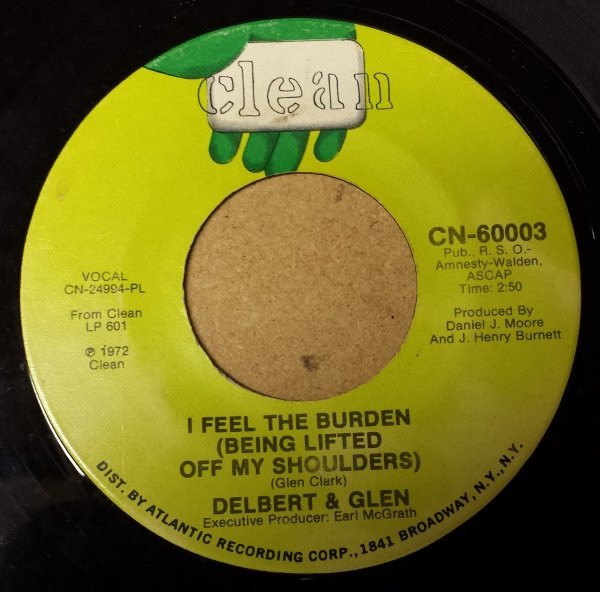 clean
CN-60003
Pub., R. S. O.-
Amnesty-Walden,
ASCAP
Time: 2:50
Produced By
Daniel J. Moore
And J. Henry Burnett
VOCAL
CN-24994-PL
From Clean
LP 601
℗ 1972
Clean
I FEEL THE BURDEN
(BEING LIFTED
OFF MY SHOULDERS)
(Glen Clark)
DELBERT & GLEN
Executive Producer: Earl McGrath
DIST. BY ATLANTIC RECORDING CORP., 1841 BROADWAY, N.Y., N.Y.